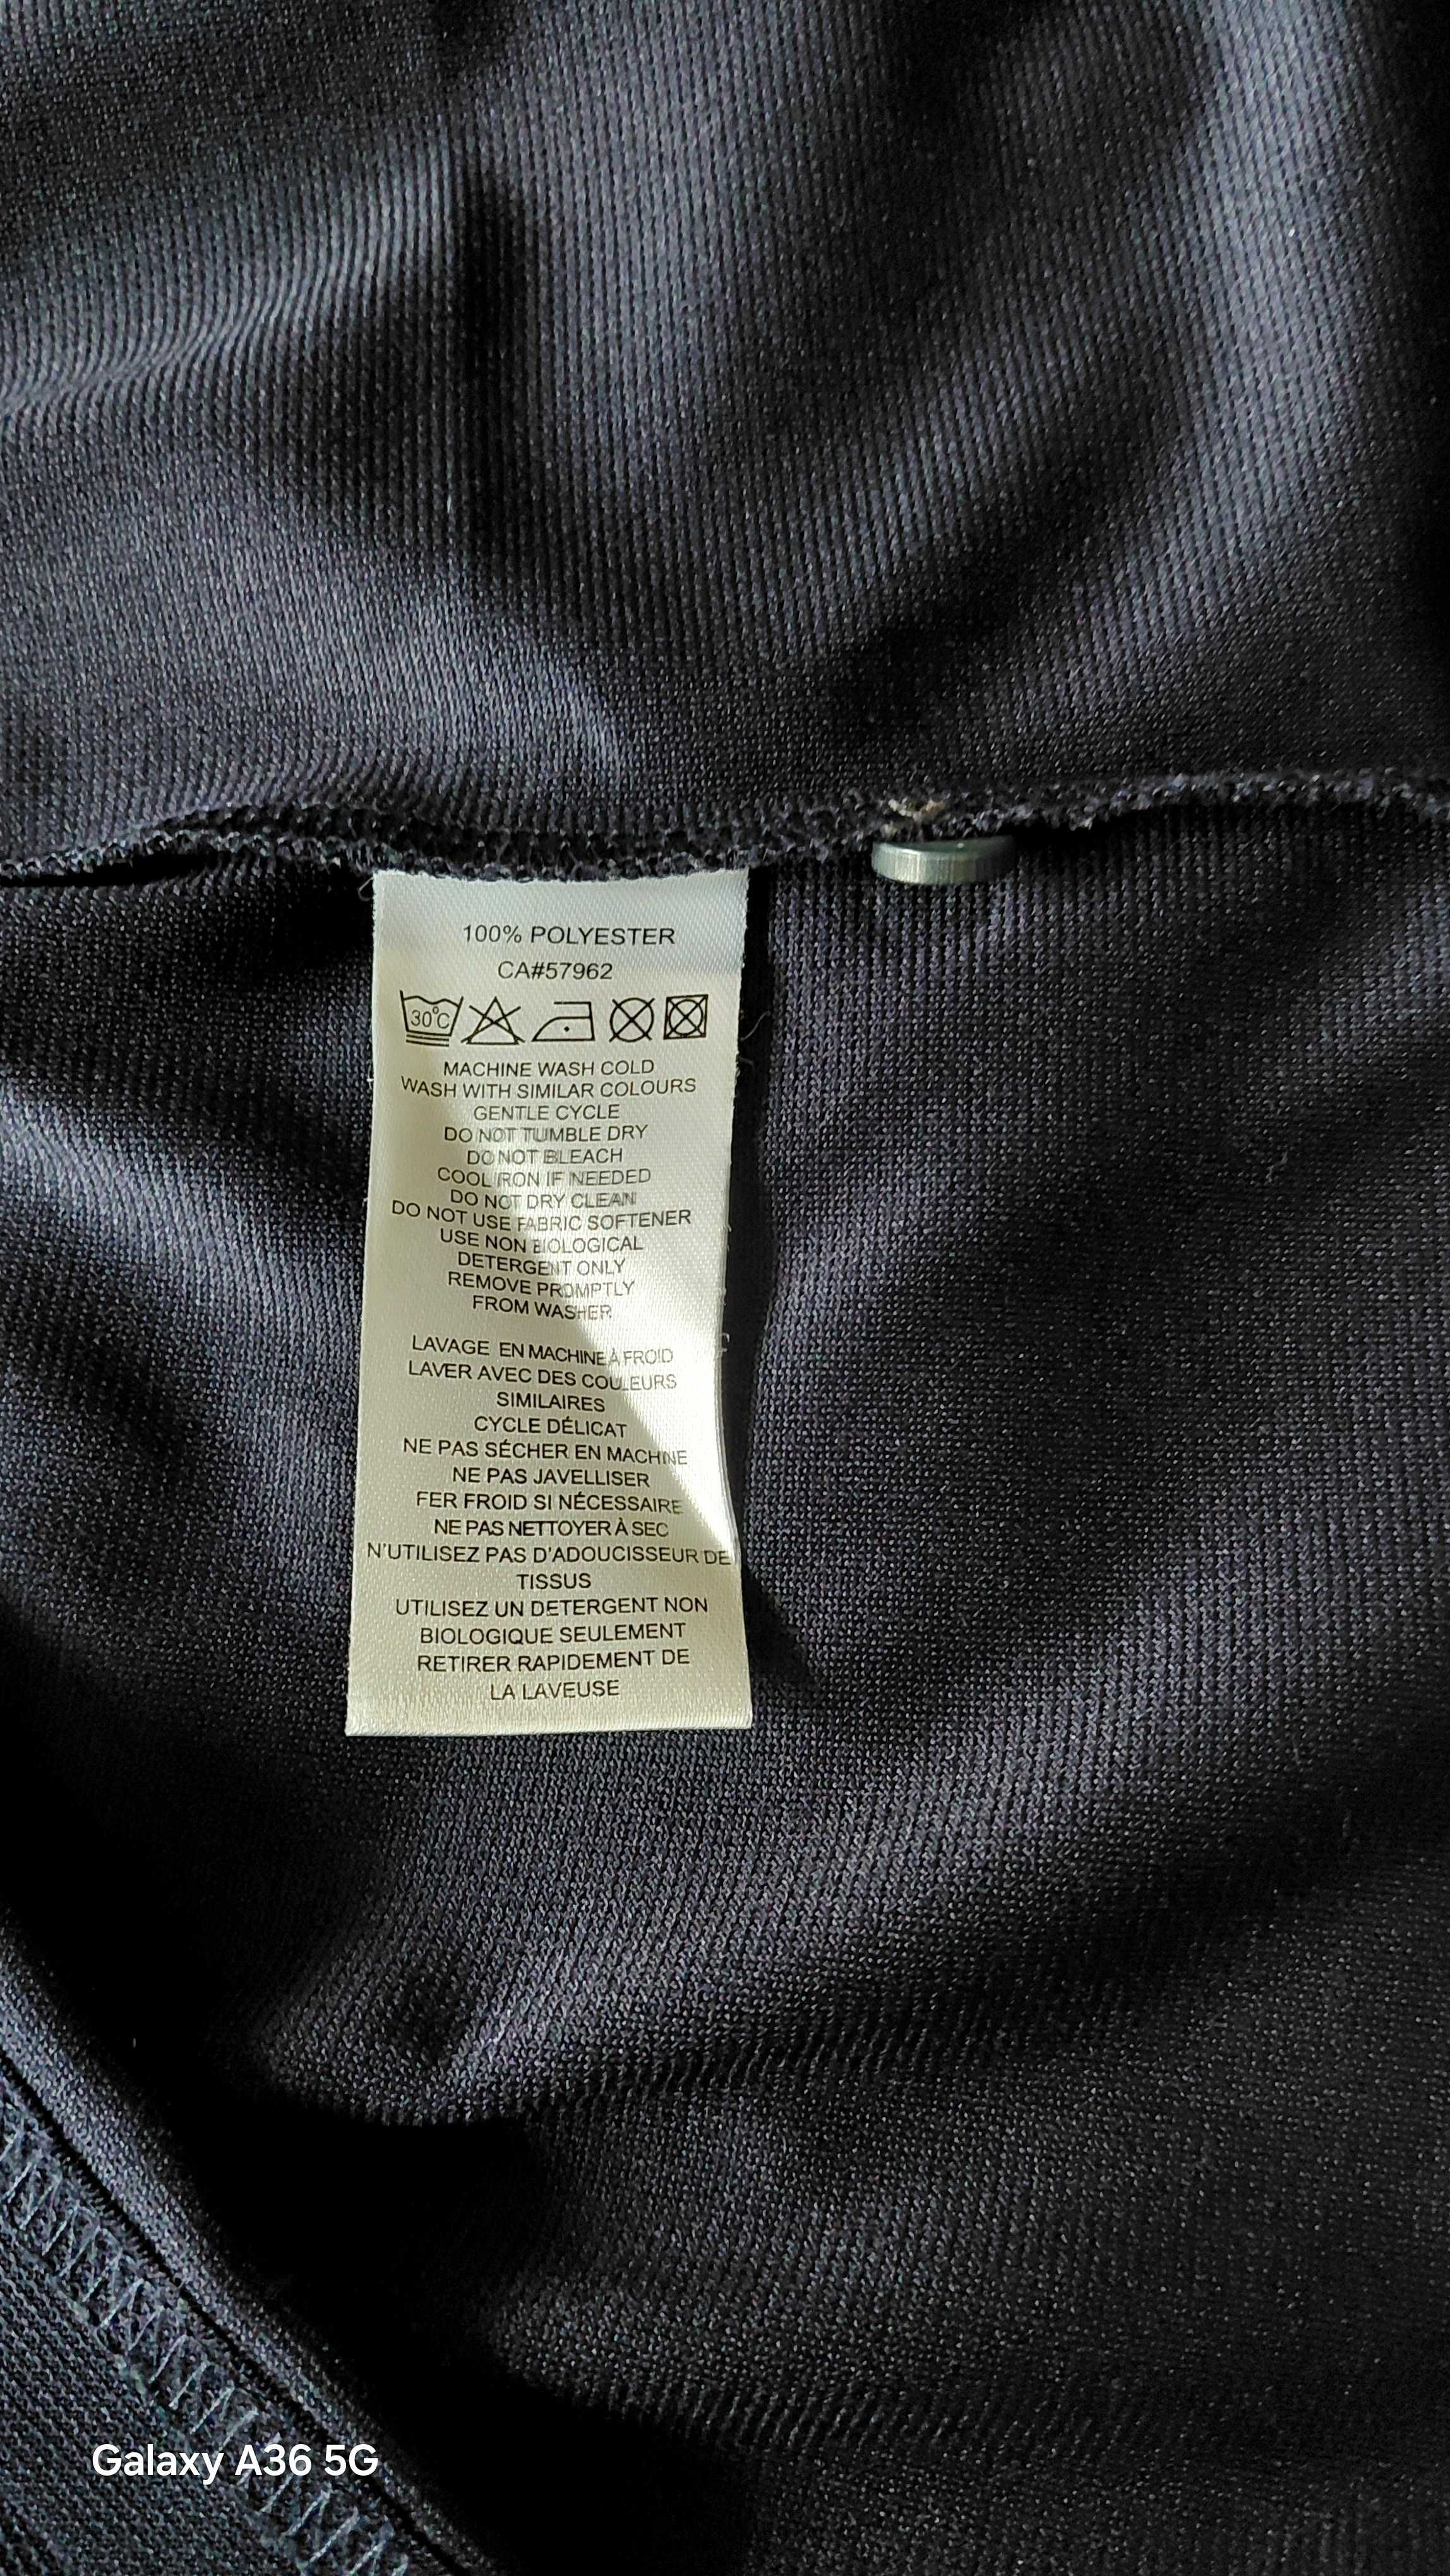 100% POLYESTER
CA#57962
30°C
MACHINE WASH COLD
WASH WITH SIMILAR COLOURS
GENTLE CYCLE
DO NOT TUMBLE DRY
DO NOT BLEACH
COOL IRON IF NEEDED
DO NOT DRY CLEAN
DO NOT USE FABRIC SOFTENER
USE NON BIOLOGICAL
DETERGENT ONLY
REMOVE PROMPTLY
FROM WASHER
LAVAGE EN MACHINE À FROID
LAVER AVEC DES COULEURS
SIMILAIRES
CYCLE DÉLICAT
NE PAS SÉCHER EN MACHINE
NE PAS JAVELLISER
FER FROID SI NÉCESSAIRE
NE PAS NETTOYER À SEC
N'UTILISEZ PAS D'ADOUCISSEUR DE
TISSUS
UTILISEZ UN DETERGENT NON
BIOLOGIQUE SEULEMENT
RETIRER RAPIDEMENT DE
LA LAVEUSE
Galaxy A36 5G